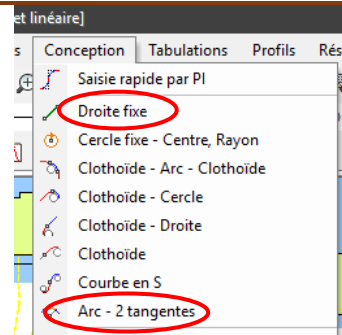 et linéaire]
s Conception Tabulations Profils Rés
Saisie rapide par PI
Droite fixe
Cercle fixe - Centre, Rayon
Clothoïde - Arc - Clothoïde
Clothoïde - Cercle
Clothoïde - Droite
Clothoïde
Courbe en S
Arc - 2 tangentes